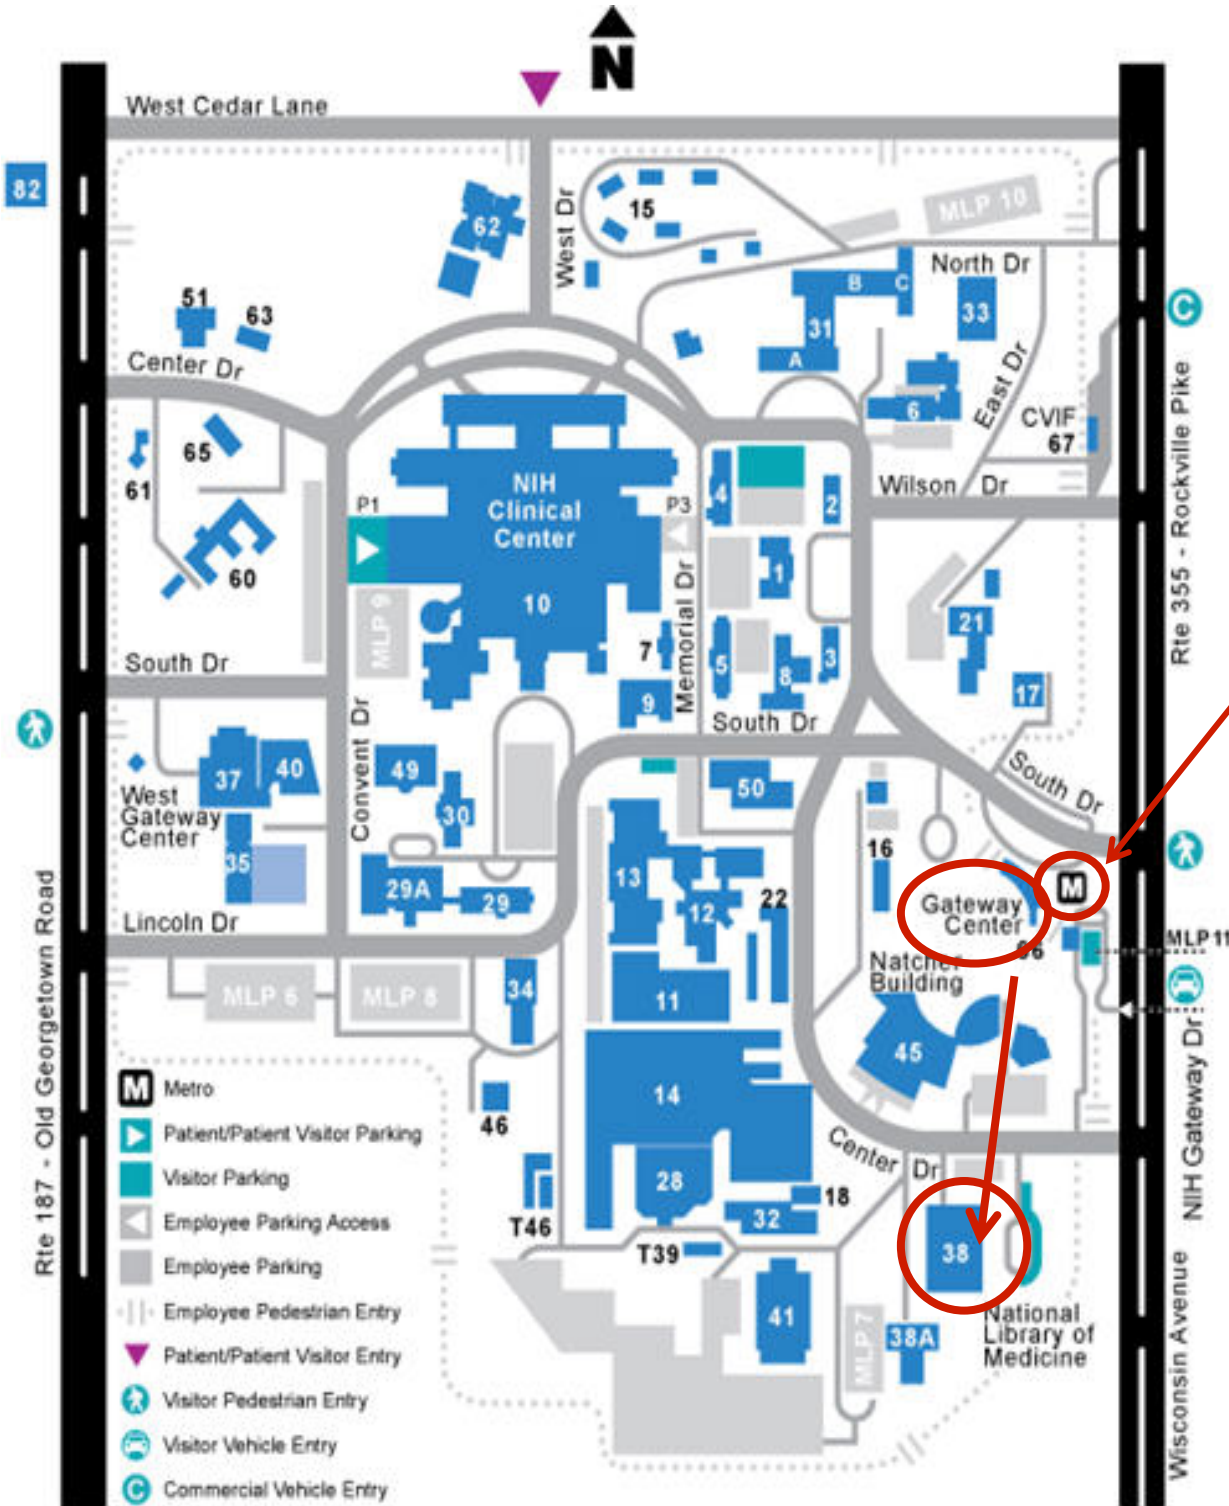 N
West Cedar Lane
82
62
West Dr
15
MLP 10
North Dr
B
C
31
A
33
51
63
Center Dr
East Dr
6
CVIF
67
C
Rte 355 - Rockville Pike
65
61
60
NIH
Clinical
Center
10
P1
P3
MLP 9
4
2
1
Wilson Dr
Memorial Dr
7
5
8
3
9
21
17
South Dr
South Dr
South Dr
37
40
West
Gateway
Center
35
Convent Dr
49
30
50
16
29A
29
13
12
22
Gateway
Center
M
MLP 11
Lincoln Dr
Natcher
Building
MLP 6
MLP 8
34
11
45
14
46
28
18
32
T46
T39
Center Dr
38
National
Library of
Medicine
41
MLP 7
38A
Rte 187 - Old Georgetown Road
NIH Gateway Dr
Wisconsin Avenue
M Metro
Patient/Patient Visitor Parking
Visitor Parking
Employee Parking Access
Employee Parking
Employee Pedestrian Entry
Patient/Patient Visitor Entry
Visitor Pedestrian Entry
Visitor Vehicle Entry
C Commercial Vehicle Entry